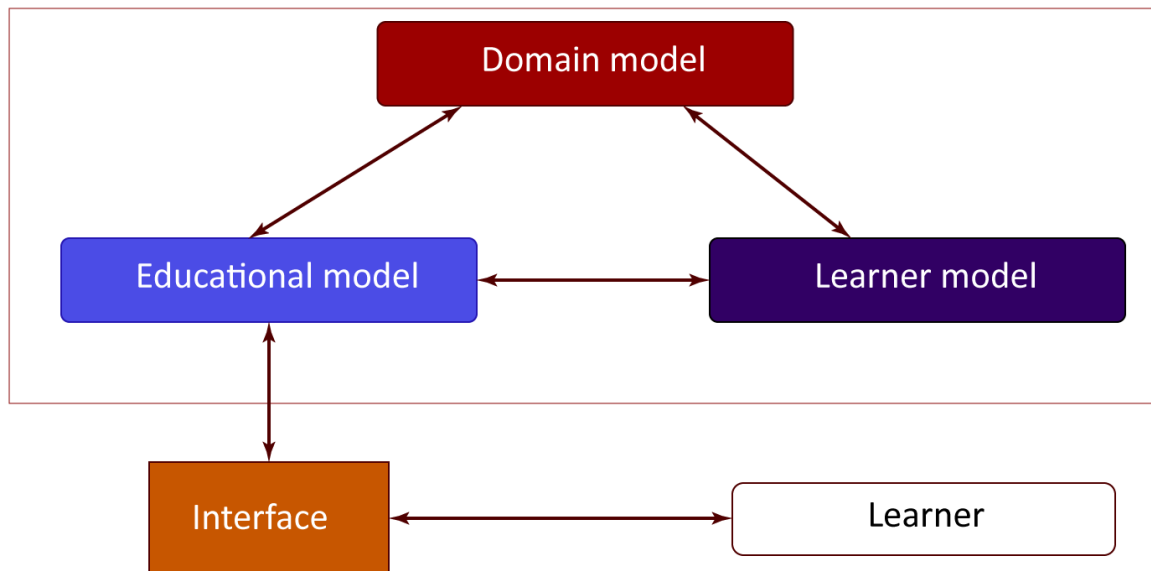 Domain model
Educational model
Learner model
Interface
Learner